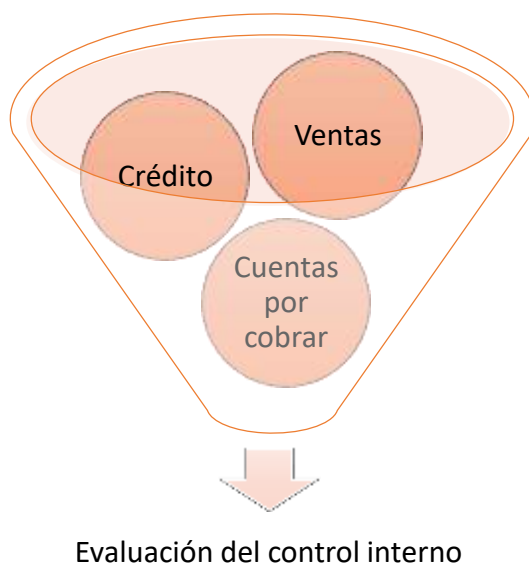 Ventas
Crédito
Cuentas
por
cobrar
Evaluación del control interno